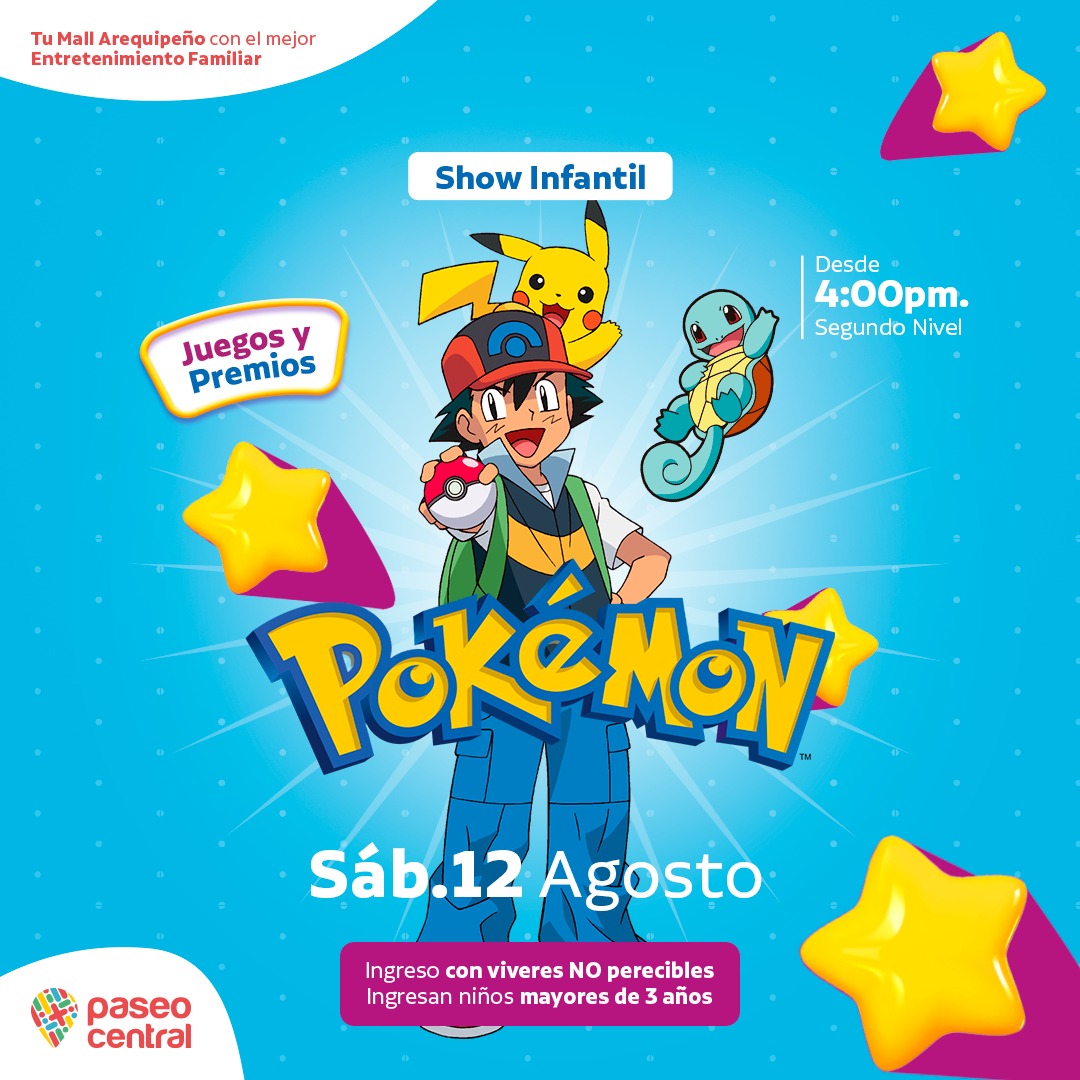 Tu Mall Arequipeño con el mejor
Entretenimiento Familiar
Show Infantil
Desde
4:00pm.
Segundo Nivel
Juegos y
Premios
POKéMON
TM
Sáb.12 Agosto
Ingreso con viveres NO perecibles
Ingresan niños mayores de 3 años
paseo
central